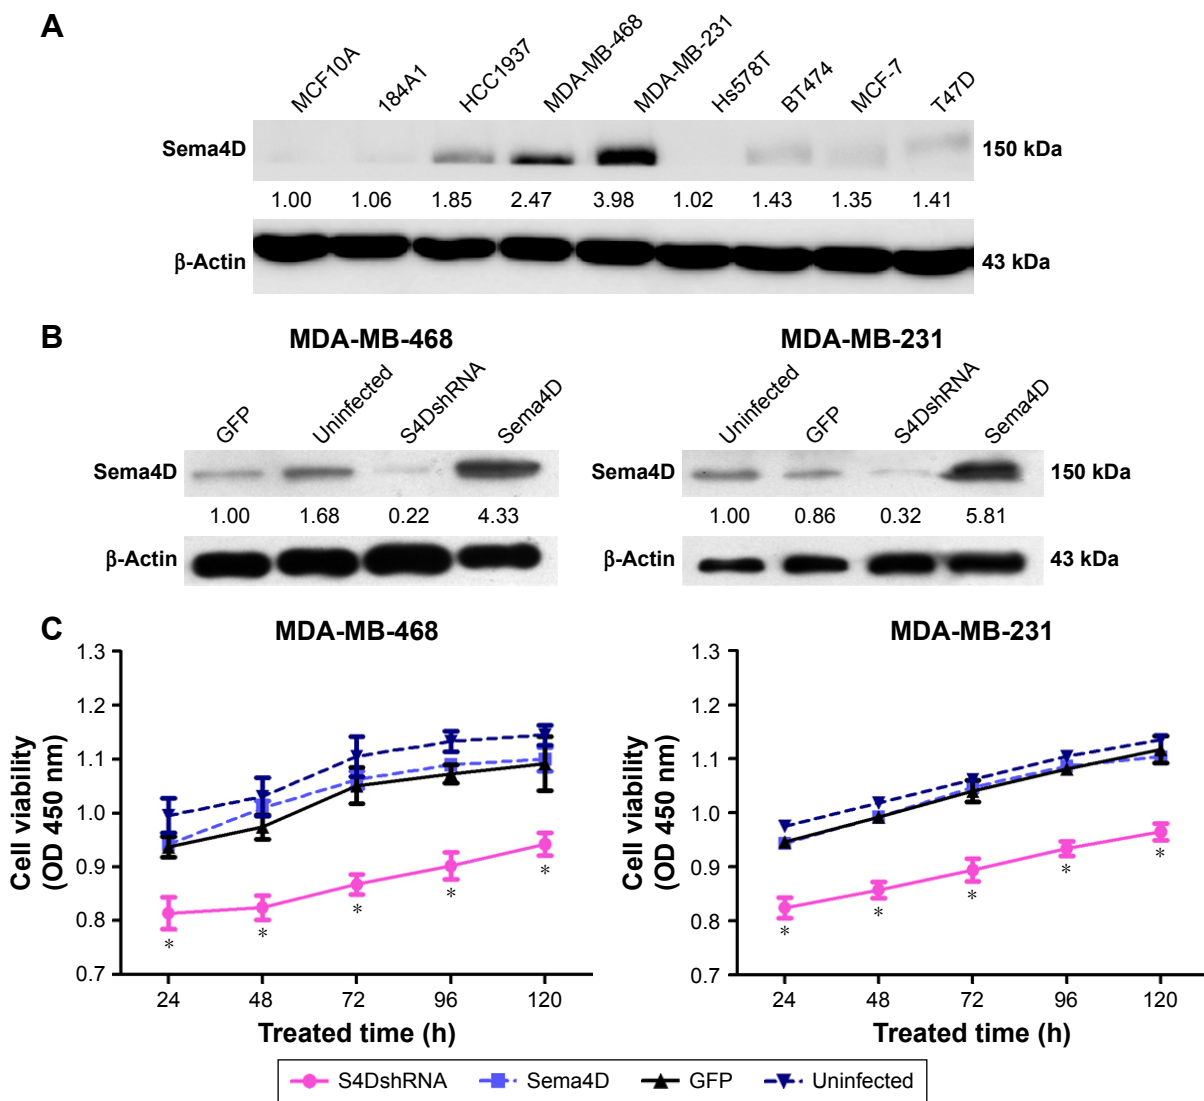 A
MCF10A 184A1 HCC1937 MDA-MB-468 MDA-MB-231 Hs578T BT474 MCF-7 T47D
Sema4D 150 kDa
1.00 1.06 1.85 2.47 3.98 1.02 1.43 1.35 1.41
β-Actin 43 kDa
B
MDA-MB-468
GFP Uninfected S4DshRNA Sema4D
Sema4D
1.00 1.68 0.22 4.33
β-Actin
MDA-MB-231
Uninfected GFP S4DshRNA Sema4D
Sema4D 150 kDa
1.00 0.86 0.32 5.81
β-Actin 43 kDa
C
MDA-MB-468
Cell viability
(OD 450 nm)
1.3
1.2
1.1
1.0
0.9
0.8
0.7
* * * * *
24 48 72 96 120
Treated time (h)
MDA-MB-231
Cell viability
(OD 450 nm)
1.3
1.2
1.1
1.0
0.9
0.8
0.7
* * * * *
24 48 72 96 120
Treated time (h)
S4DshRNA Sema4D GFP Uninfected